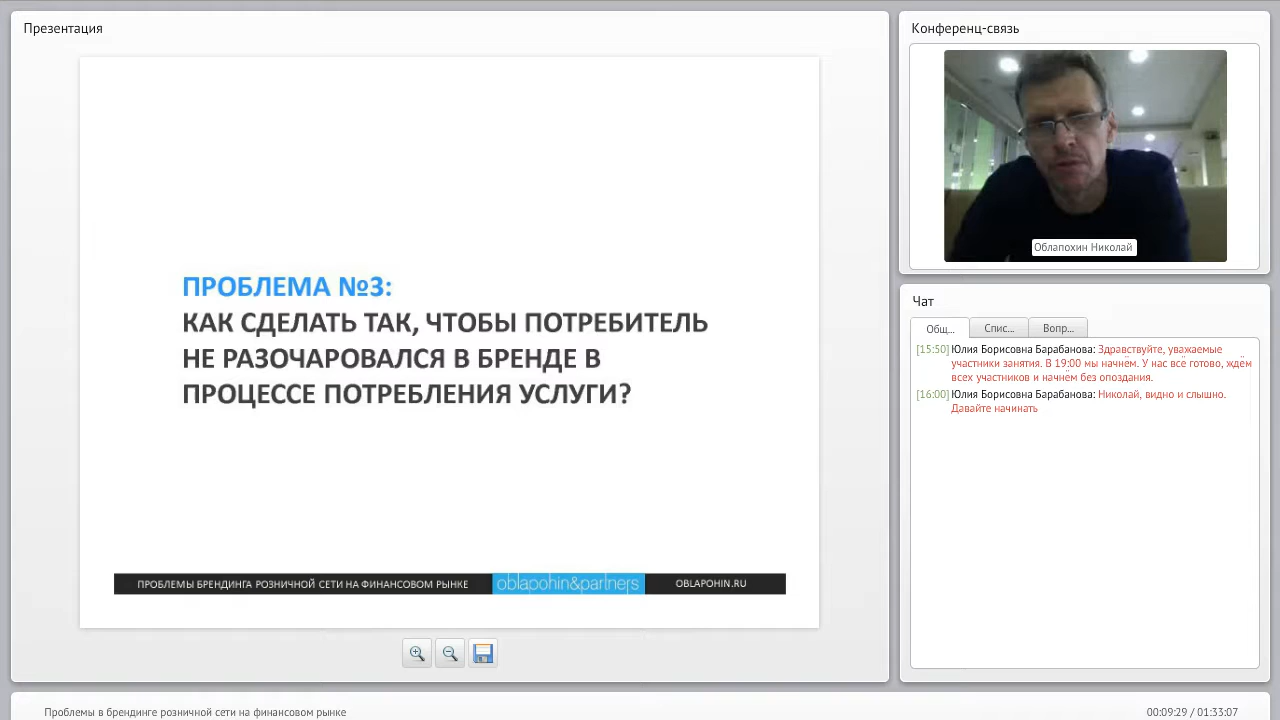 Презентация
ПРОБЛЕМА №3:
КАК СДЕЛАТЬ ТАК, ЧТОБЫ ПОТРЕБИТЕЛЬ
НЕ РАЗОЧАРОВАЛСЯ В БРЕНДЕ В
ПРОЦЕССЕ ПОТРЕБЛЕНИЯ УСЛУГИ?
ПРОБЛЕМЫ БРЕНДИНГА РОЗНИЧНОЙ СЕТИ НА ФИНАНСОВОМ РЫНКЕ
oblapohin&partners
OBLAPOHIN.RU
Конференц-связь
Облапохин Николай
Чат
Общ...
Спис...
Вопр...
[15:50] Юлия Борисовна Барабанова: Здравствуйте, уважаемые
участники занятия. В 19:00 мы начнём. У нас всё готово, ждём
всех участников и начнём без опоздания.
[16:00] Юлия Борисовна Барабанова: Николай, видно и слышно.
Давайте начинать
Проблемы в брендинге розничной сети на финансовом рынке
00:09:29 / 01:33:07